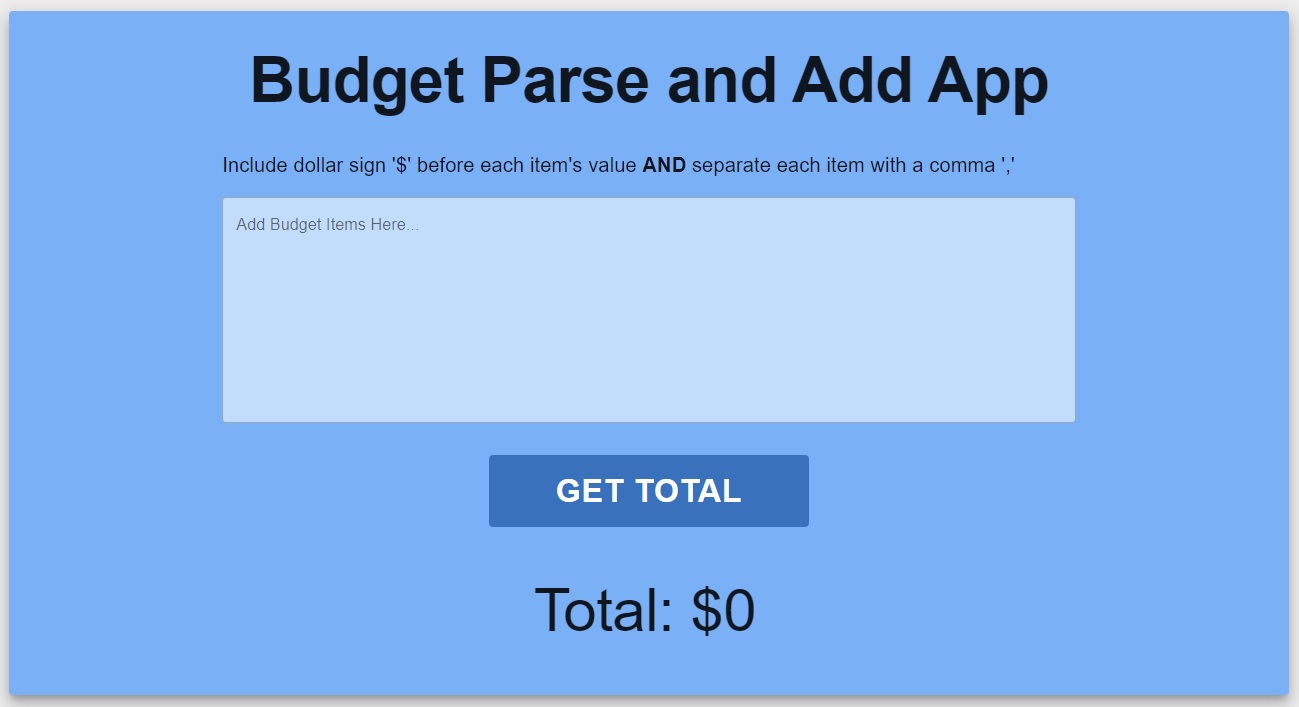 Budget Parse and Add App
Include dollar sign '$' before each item's value AND separate each item with a comma ','
Add Budget Items Here...
GET TOTAL
Total: $0